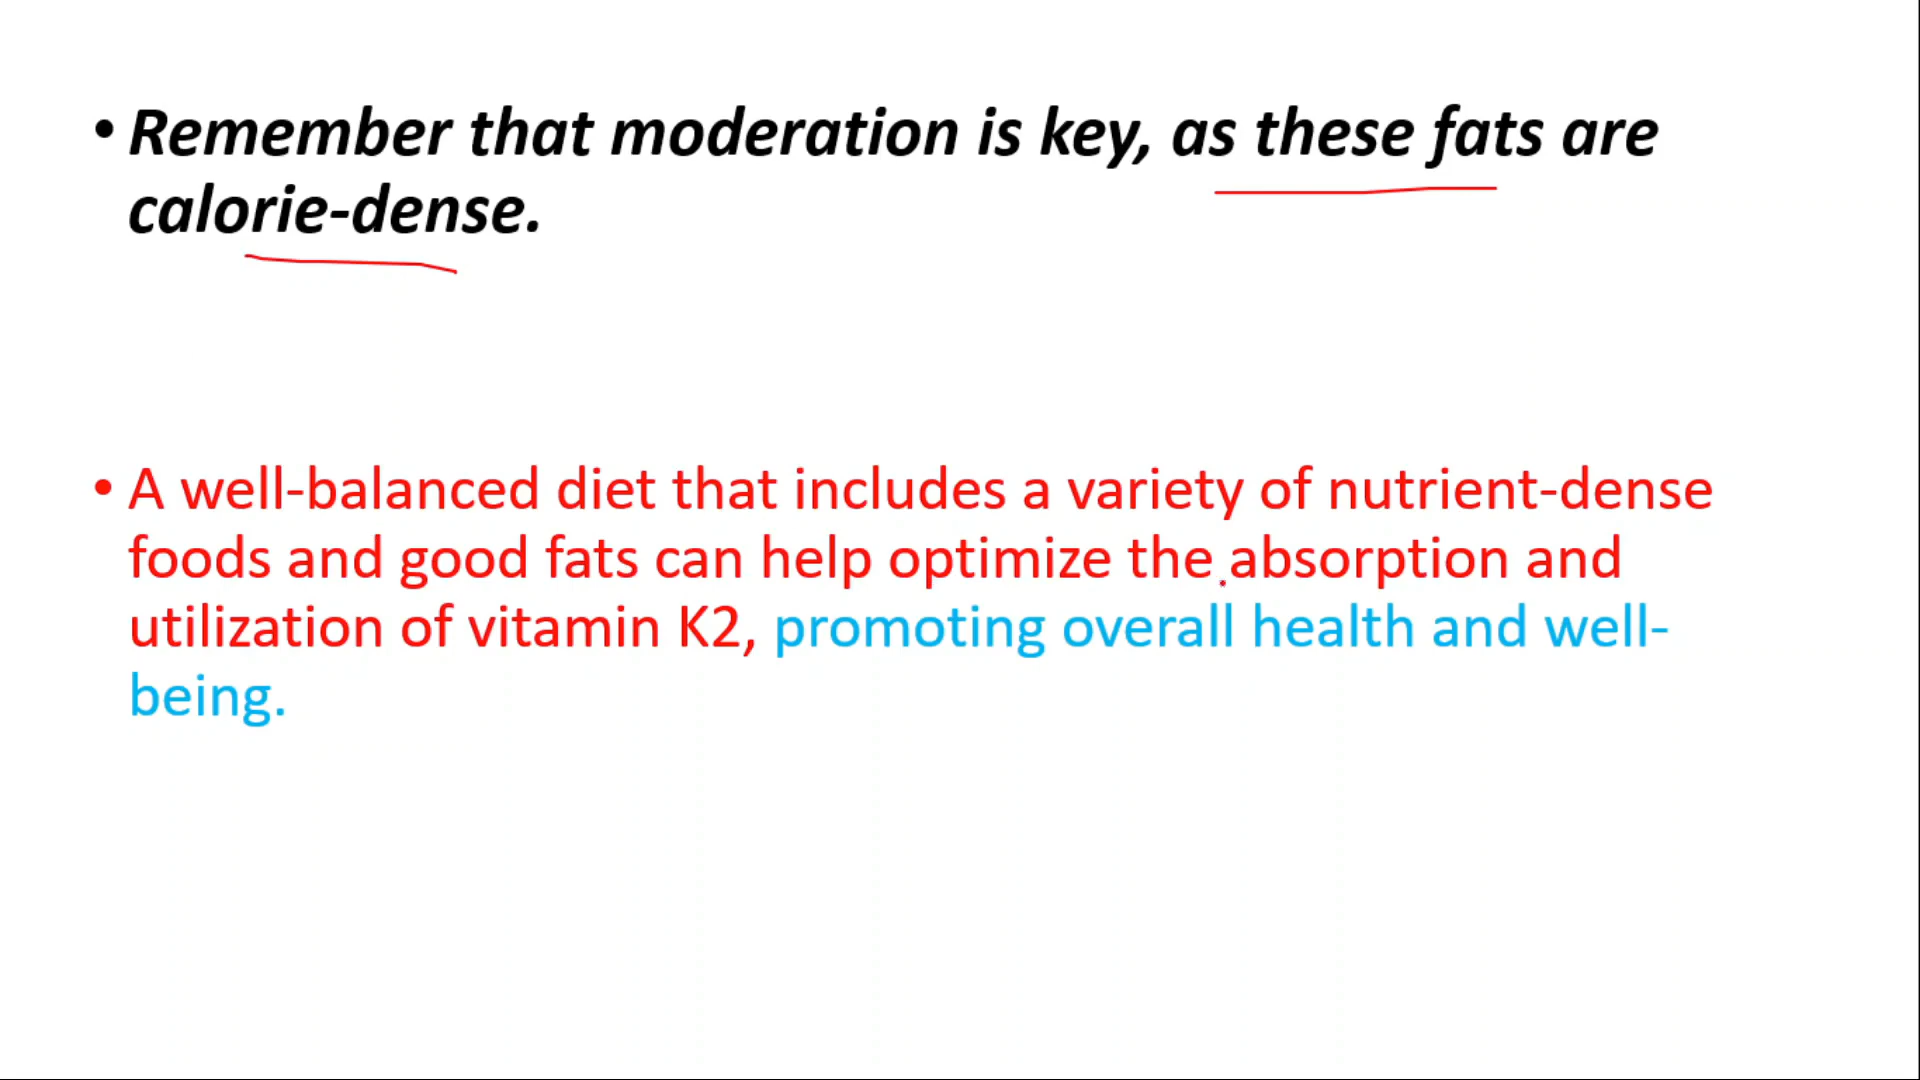 • Remember that moderation is key, as these fats are
calorie-dense.
• A well-balanced diet that includes a variety of nutrient-dense
foods and good fats can help optimize the absorption and
utilization of vitamin K2, promoting overall health and well-
being.